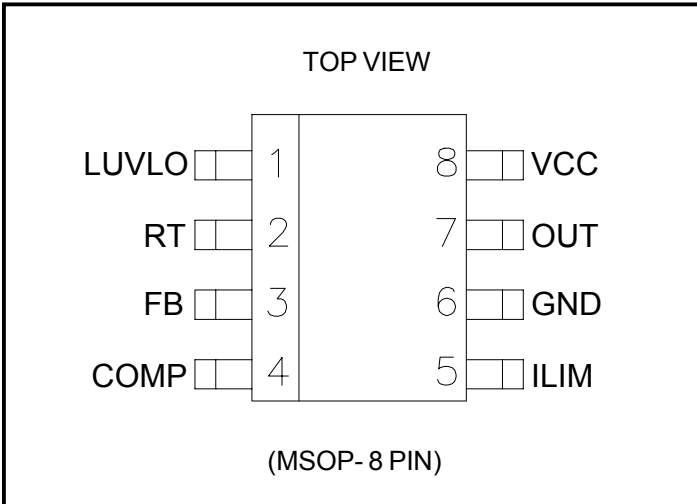 TOP VIEW
LUVLO 1 8 VCC
RT 2 7 OUT
FB 3 6 GND
COMP 4 5 ILIM
(MSOP- 8 PIN)